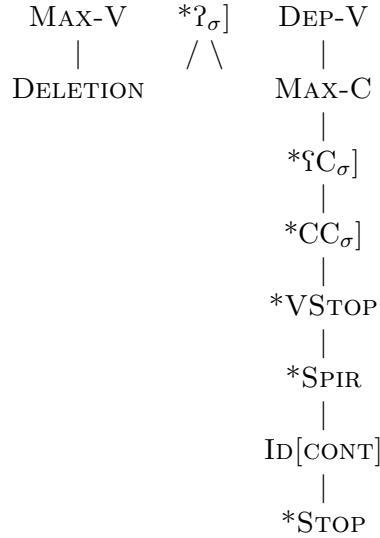 MAX-V *ʔσ] DEP-V
DELETION MAX-C
*ʕCσ]
*CCσ]
*VSTOP
*SPIR
ID[CONT]
*STOP